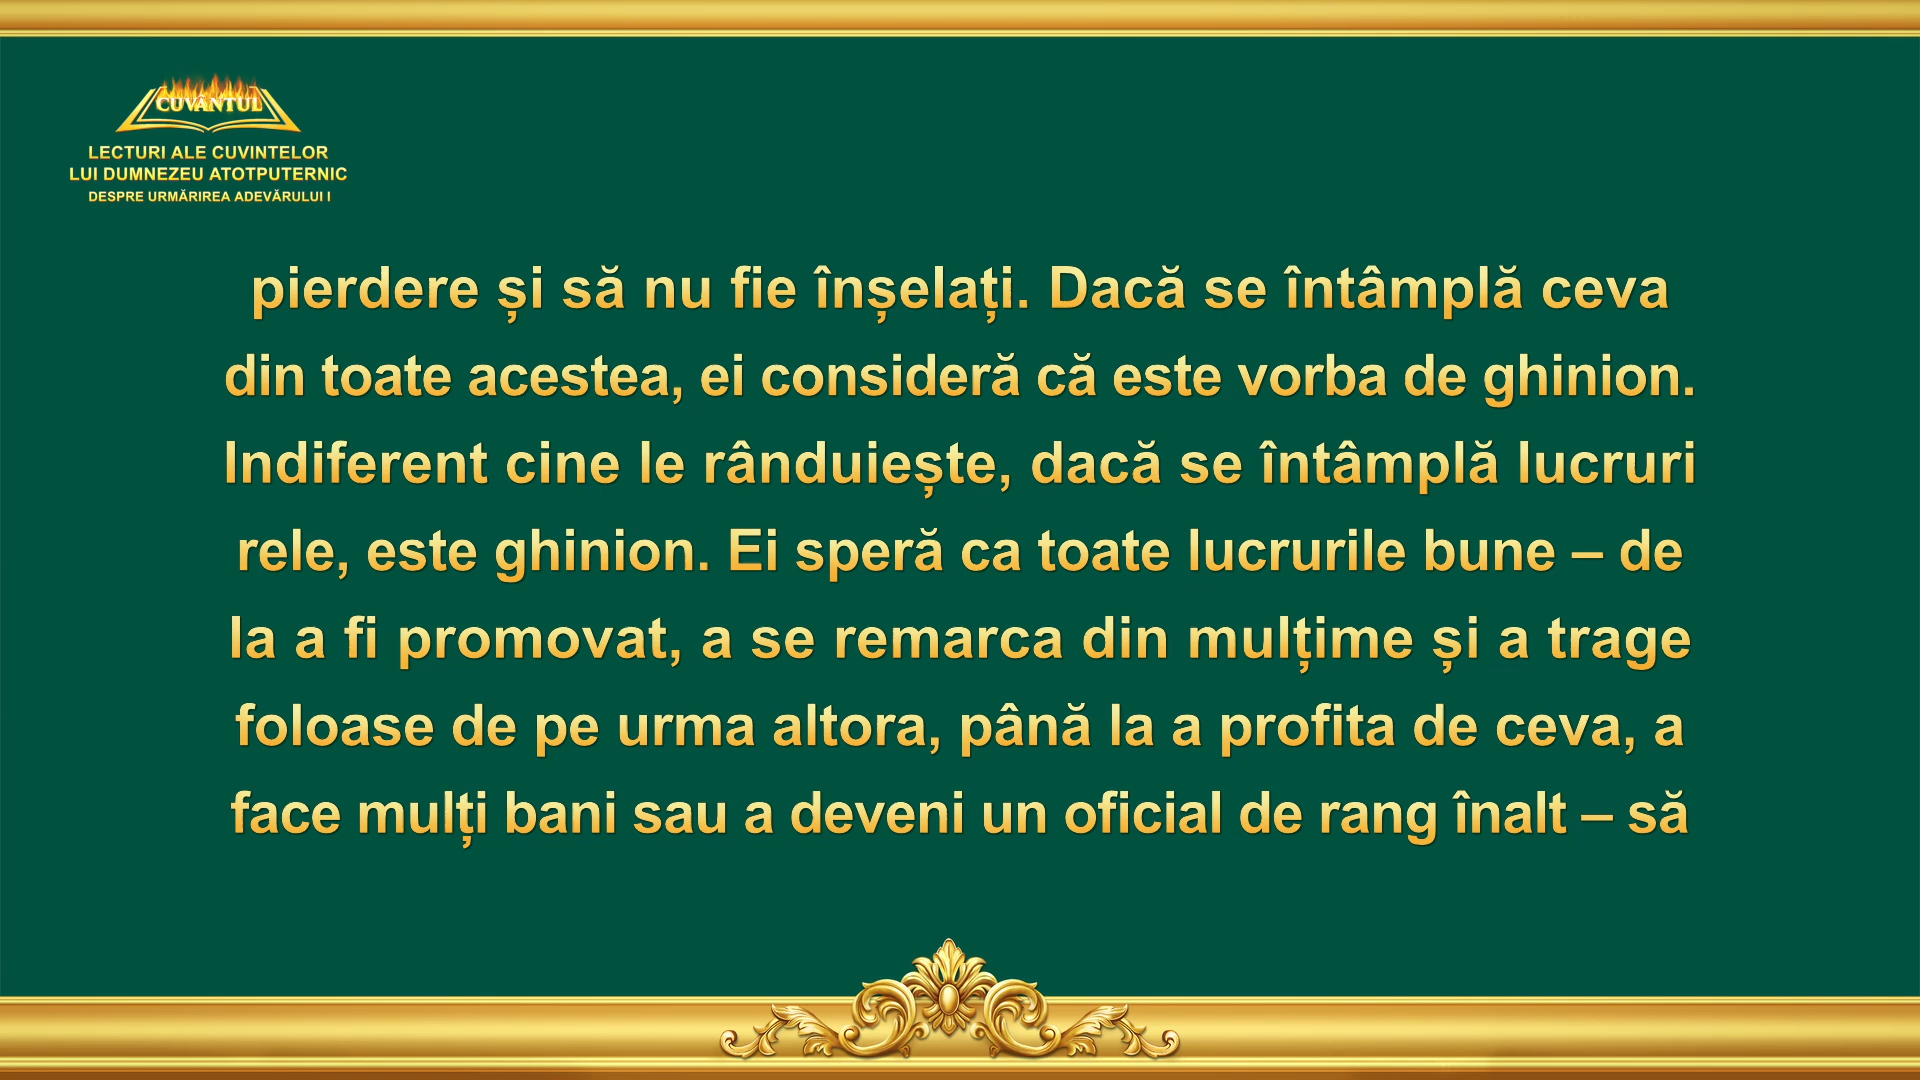 CUVÂNTUL
LECTURI ALE CUVINTELOR
LUI DUMNEZEU ATOTPUTERNIC
DESPRE URMĂRIREA ADEVĂRULUI I
pierdere și să nu fie înșelați. Dacă se întâmplă ceva
din toate acestea, ei consideră că este vorba de ghinion.
Indiferent cine le rânduiește, dacă se întâmplă lucruri
rele, este ghinion. Ei speră ca toate lucrurile bune – de
la a fi promovat, a se remarca din mulțime și a trage
foloase de pe urma altora, până la a profita de ceva, a
face mulți bani sau a deveni un oficial de rang înalt – să